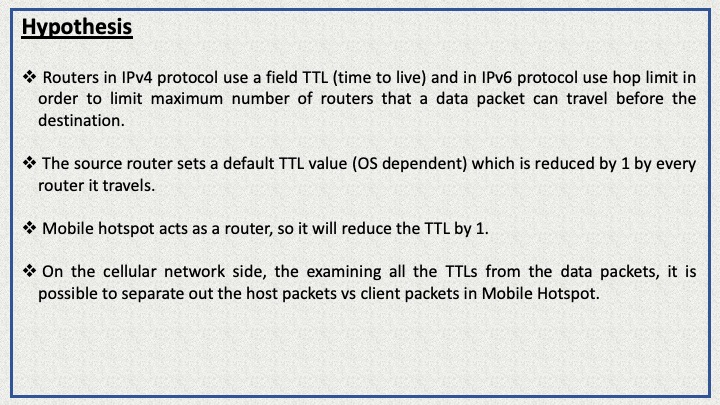 Hypothesis
❖ Routers in IPv4 protocol use a field TTL (time to live) and in IPv6 protocol use hop limit in
order to limit maximum number of routers that a data packet can travel before the
destination.
❖ The source router sets a default TTL value (OS dependent) which is reduced by 1 by every
router it travels.
❖ Mobile hotspot acts as a router, so it will reduce the TTL by 1.
❖ On the cellular network side, the examining all the TTLs from the data packets, it is
possible to separate out the host packets vs client packets in Mobile Hotspot.